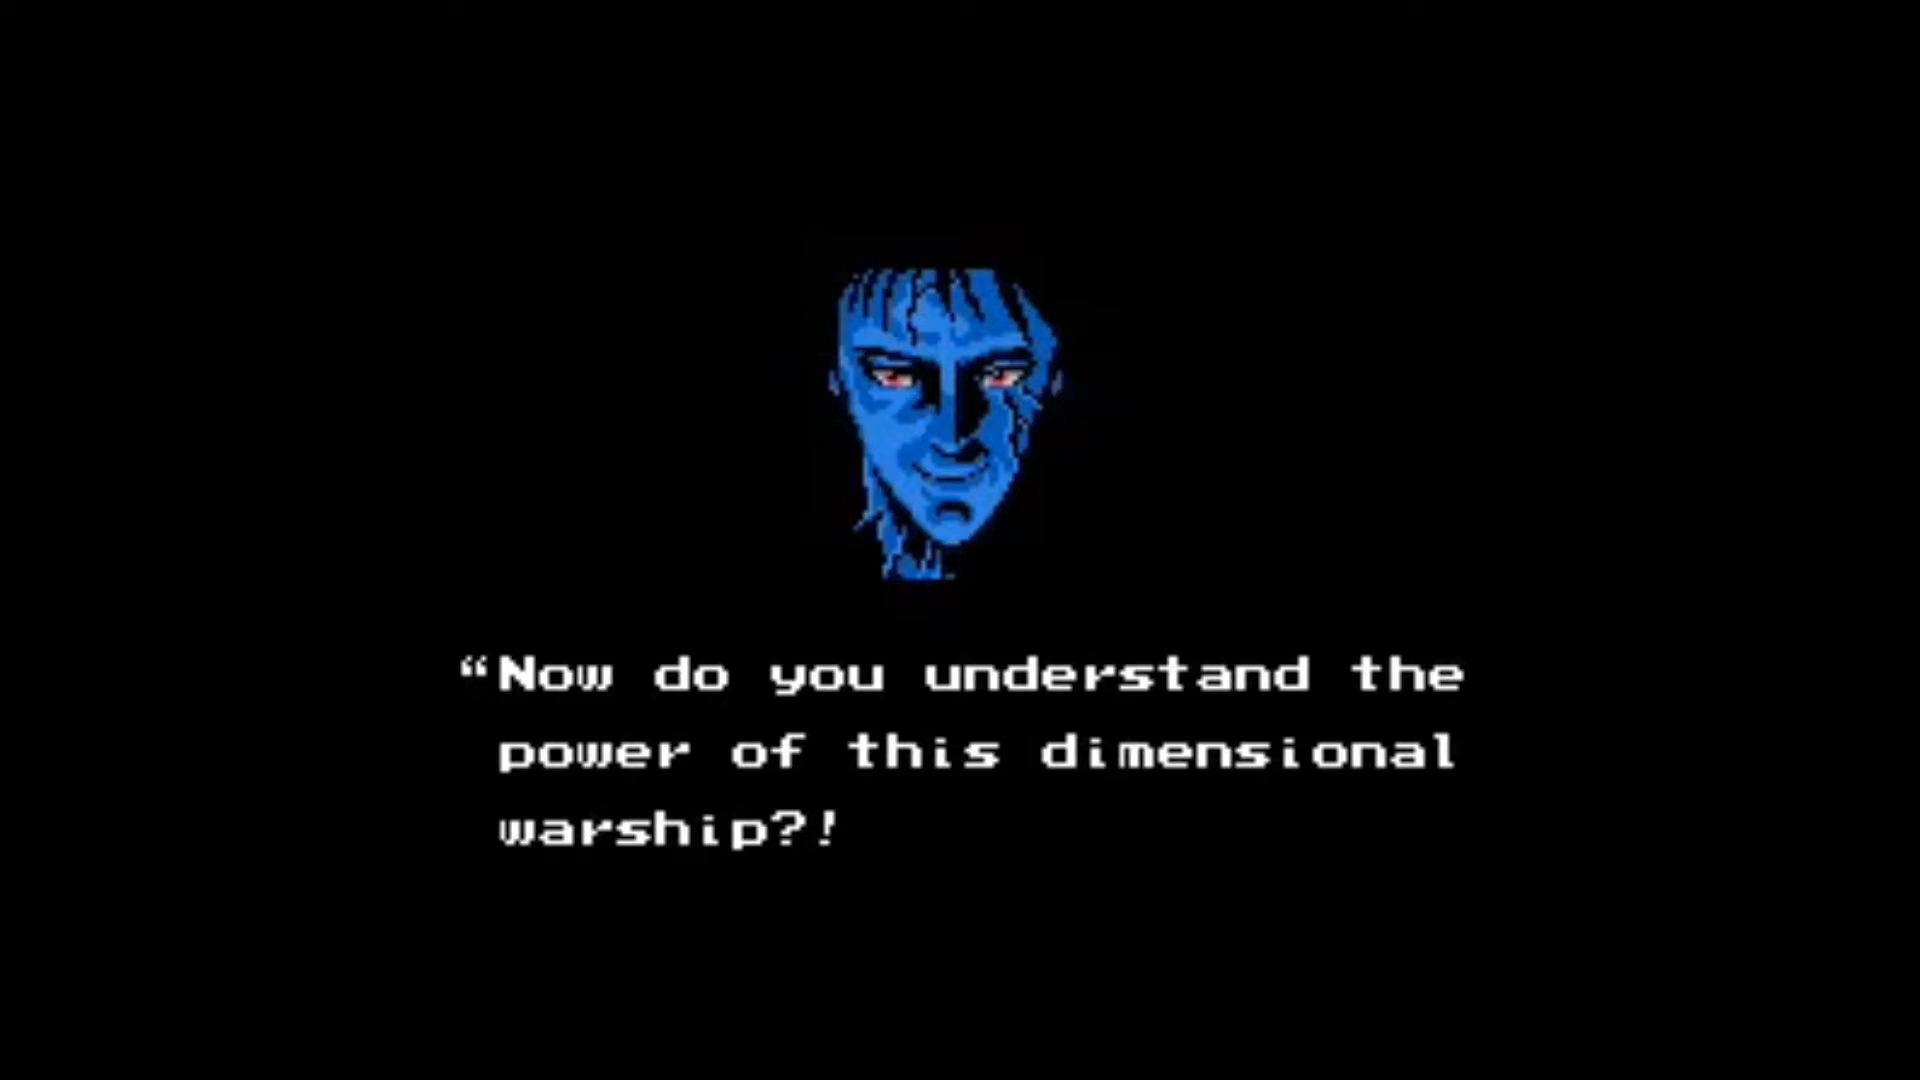 “Now do you understand the
power of this dimensional
warship?!